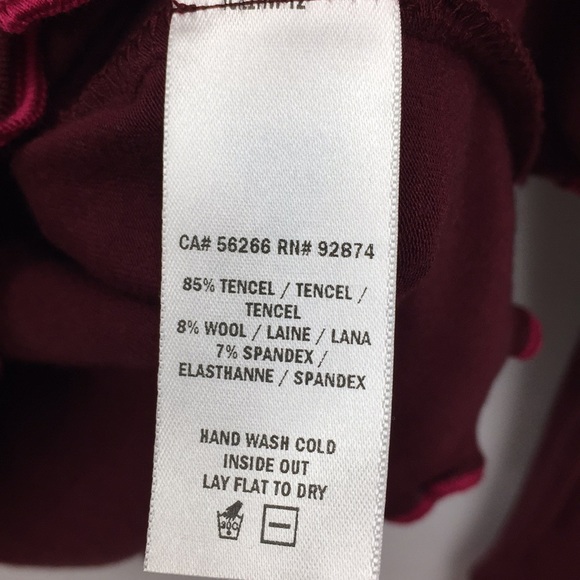 CA# 56266 RN# 92874
85% TENCEL / TENCEL /
TENCEL
8% WOOL / LAINE / LANA
7% SPANDEX /
ELASTHANNE / SPANDEX
HAND WASH COLD
INSIDE OUT
LAY FLAT TO DRY
30C